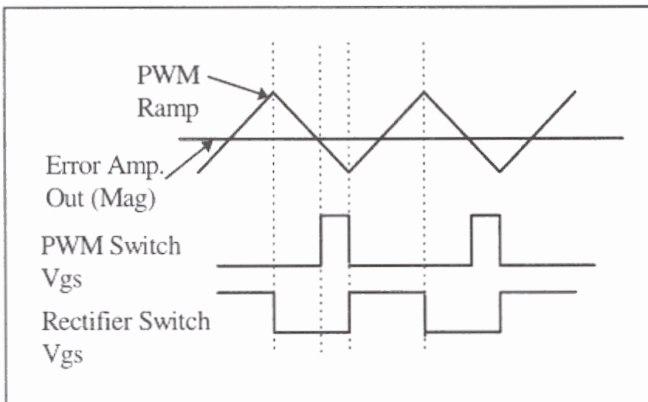 PWM
Ramp
Error Amp.
Out (Mag)
PWM Switch
Vgs
Rectifier Switch
Vgs